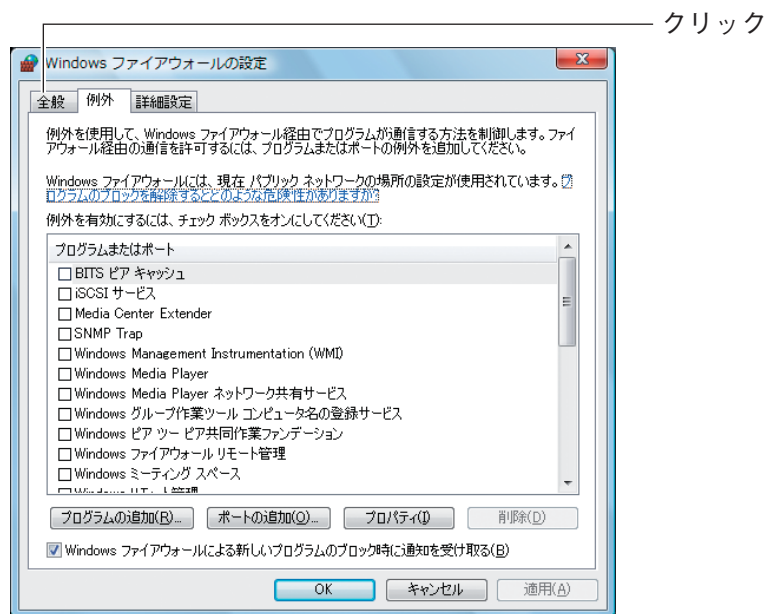 クリック
Windows ファイアウォールの設定
全般 例外 詳細設定
例外を使用して、Windows ファイアウォール経由でプログラムが通信する方法を制御します。ファイ
アウォール経由の通信を許可するには、プログラムまたはポートの例外を追加してください。
Windows ファイアウォールには、現在 パブリック ネットワークの場所の設定が使用されています。プ
ログラムのブロックを解除するとどのような危険性がありますか?
例外を有効にするには、チェック ボックスをオンにしてください(T):
プログラムまたはポート
BITS ピア キャッシュ
iSCSI サービス
Media Center Extender
SNMP Trap
Windows Management Instrumentation (WMI)
Windows Media Player
Windows Media Player ネットワーク共有サービス
Windows グループ作業ツール コンピュータ名の登録サービス
Windows ピア ツー ピア共同作業ファンデーション
Windows ファイアウォール リモート管理
Windows ミーティング スペース
Windows リモート管理
プログラムの追加(R)... ポートの追加(O)... プロパティ(I) 削除(D)
Windows ファイアウォールによる新しいプログラムのブロック時に通知を受け取る(B)
OK キャンセル 適用(A)